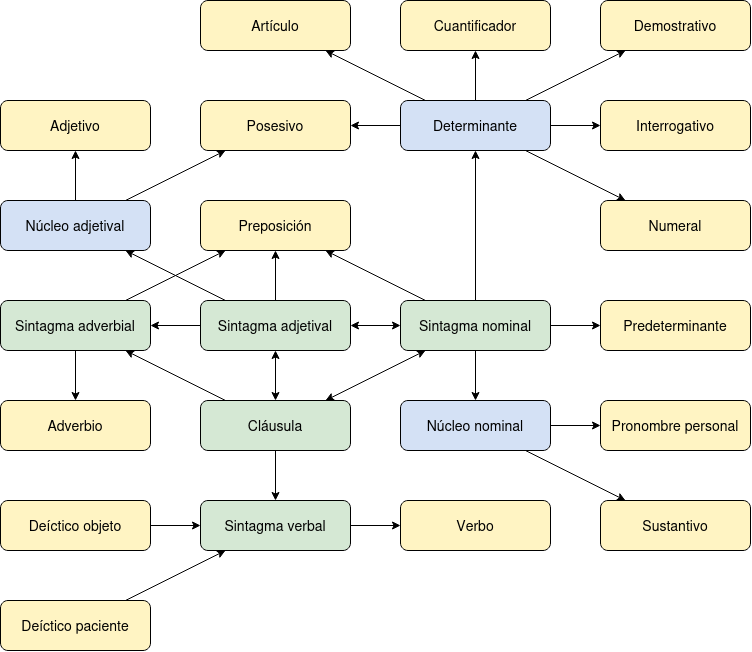 Artículo
Cuantificador
Demostrativo
Adjetivo
Posesivo
Determinante
Interrogativo
Núcleo adjetival
Preposición
Numeral
Sintagma adverbial
Sintagma adjetival
Sintagma nominal
Predeterminante
Adverbio
Cláusula
Núcleo nominal
Pronombre personal
Deíctico objeto
Sintagma verbal
Verbo
Sustantivo
Deíctico paciente